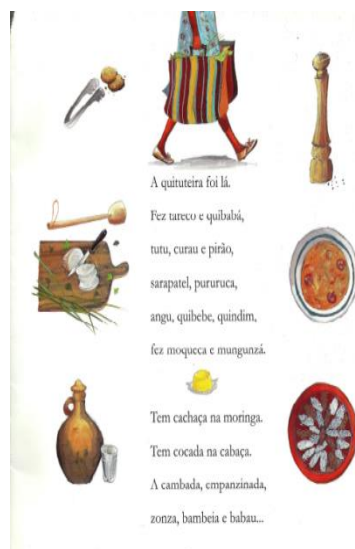 A quituteira foi lá.
Fez tareco e quibabá,
tutu, curau e pirão,
sarapatel, pururuca,
angu, quibebe, quindim,
fez moqueca e mungunzá.
Tem cachaça na moringa.
Tem cocada na cabaça.
A cambada, empanzinada,
zonza, bambeia e babau...